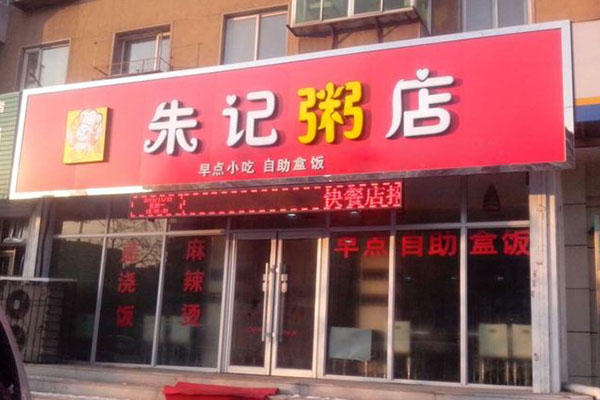 朱记粥店
早点小吃 自助盒饭
快餐店招
盖浇饭
麻辣烫
早点 自助 盒饭